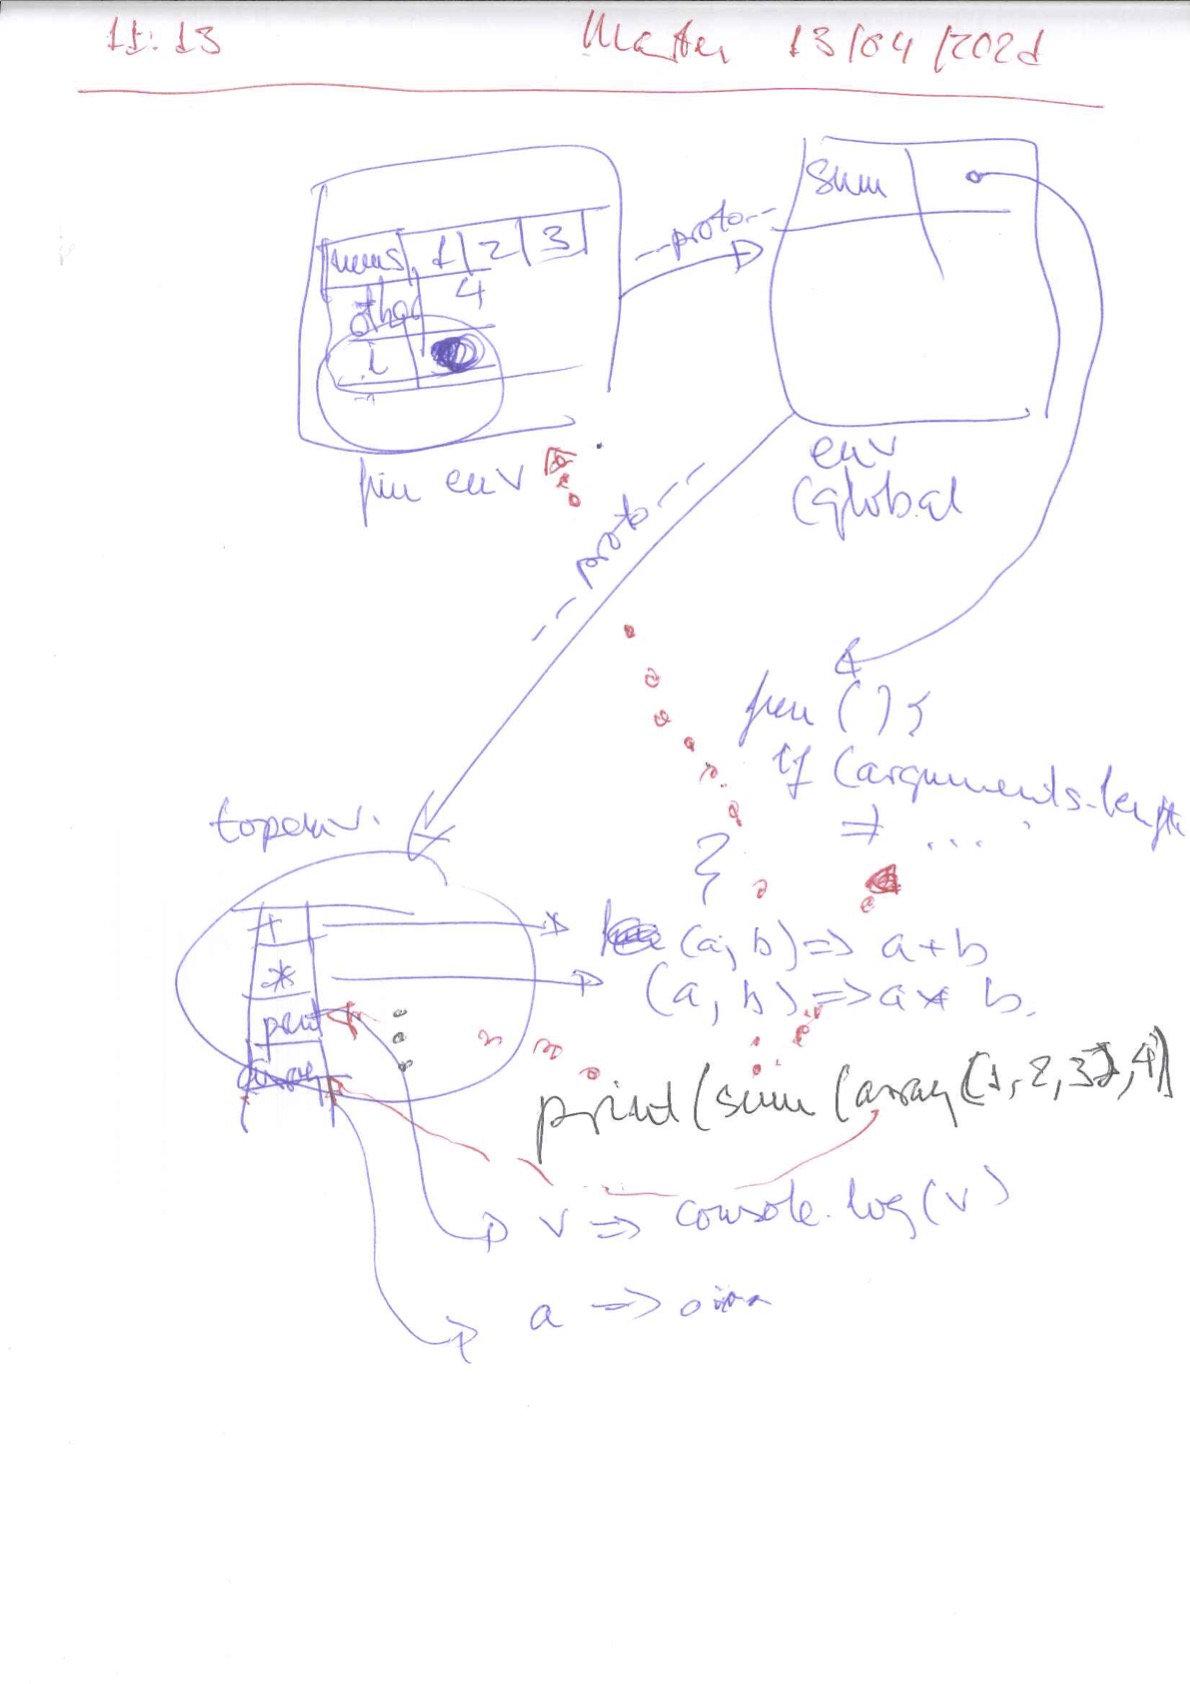 11:13 Martes 13/04/2021
nums 1 2 3
other 4
i
fun env
--proto--
sum
env
(global
--proto--
fun () {
if (arguments.length
≠ ...
}
topenv.
+ (a, b) => a+b
* (a, b) => a * b.
print
array
print(sum(array(1,2,3),4)
v => console.log(v)
a =>